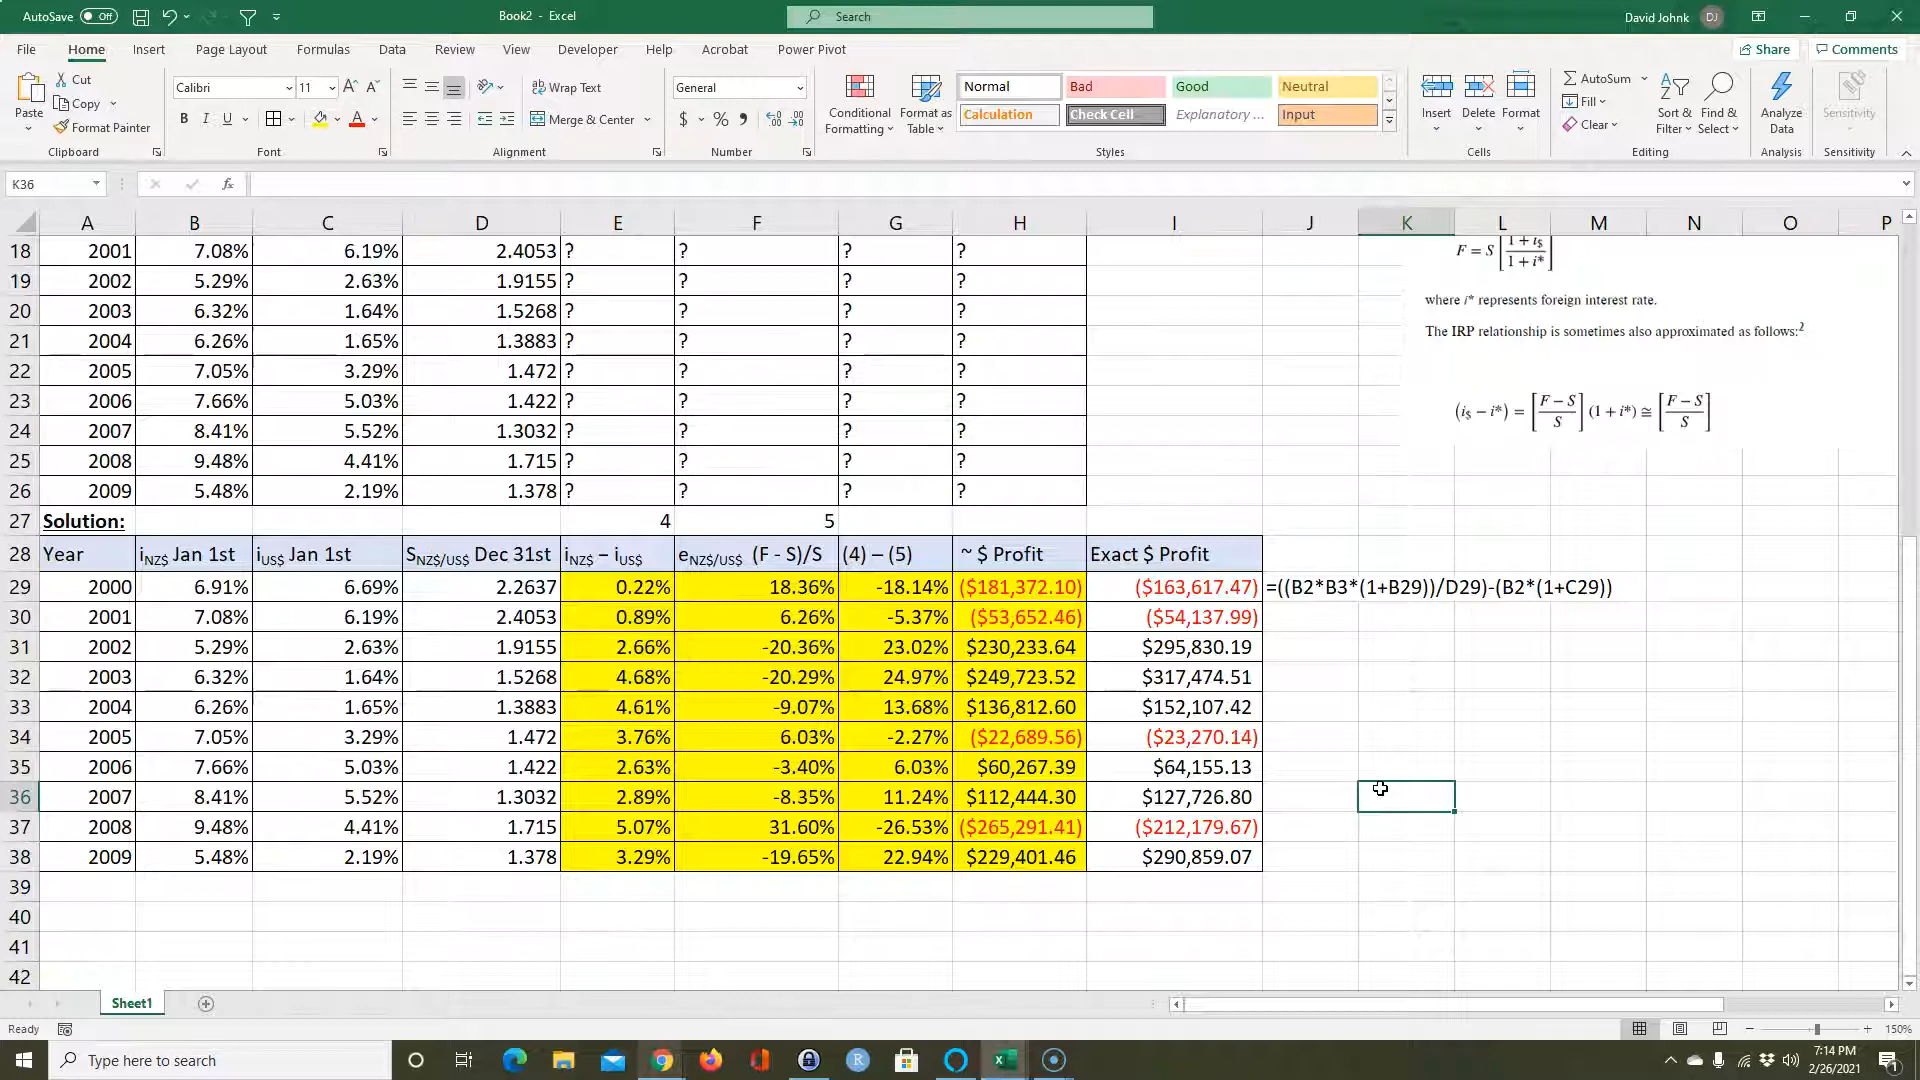 AutoSave Off
Book2 - Excel
Search
David Johnk DJ
File Home Insert Page Layout Formulas Data Review View Developer Help Acrobat Power Pivot
Share Comments
Paste
Cut
Copy
Format Painter
Clipboard
Calibri 11
B I U
Font
Wrap Text
Merge & Center
Alignment
General
$ % 9
Number
Conditional Formatting
Format as Table
Normal Bad Good Neutral
Calculation Check Cell Explanatory ... Input
Styles
Insert Delete Format
Cells
AutoSum
Fill
Clear
Sort & Filter
Find & Select
Editing
Analyze Data
Analysis
Sensitivity
Sensitivity
K36 fx
A B C D E F G H I J K L M N O P
18 2001 7.08% 6.19% 2.4053 ? ? ? ?
19 2002 5.29% 2.63% 1.9155 ? ? ? ?
20 2003 6.32% 1.64% 1.5268 ? ? ? ?
21 2004 6.26% 1.65% 1.3883 ? ? ? ?
22 2005 7.05% 3.29% 1.472 ? ? ? ?
23 2006 7.66% 5.03% 1.422 ? ? ? ?
24 2007 8.41% 5.52% 1.3032 ? ? ? ?
25 2008 9.48% 4.41% 1.715 ? ? ? ?
26 2009 5.48% 2.19% 1.378 ? ? ? ?
F = S [ 1 + i$ / 1 + i* ]
where i* represents foreign interest rate.
The IRP relationship is sometimes also approximated as follows:2
(i$ − i*) = [ F − S / S ] (1 + i*) ≅ [ F − S / S ]
27 Solution: 4 5
28 Year iNZ$ Jan 1st iUS$ Jan 1st SNZ$/US$ Dec 31st iNZ$ – iUS$ eNZ$/US$ (F - S)/S (4) – (5) ~ $ Profit Exact $ Profit
29 2000 6.91% 6.69% 2.2637 0.22% 18.36% -18.14% ($181,372.10) ($163,617.47) =((B2*B3*(1+B29))/D29)-(B2*(1+C29))
30 2001 7.08% 6.19% 2.4053 0.89% 6.26% -5.37% ($53,652.46) ($54,137.99)
31 2002 5.29% 2.63% 1.9155 2.66% -20.36% 23.02% $230,233.64 $295,830.19
32 2003 6.32% 1.64% 1.5268 4.68% -20.29% 24.97% $249,723.52 $317,474.51
33 2004 6.26% 1.65% 1.3883 4.61% -9.07% 13.68% $136,812.60 $152,107.42
34 2005 7.05% 3.29% 1.472 3.76% 6.03% -2.27% ($22,689.56) ($23,270.14)
35 2006 7.66% 5.03% 1.422 2.63% -3.40% 6.03% $60,267.39 $64,155.13
36 2007 8.41% 5.52% 1.3032 2.89% -8.35% 11.24% $112,444.30 $127,726.80
37 2008 9.48% 4.41% 1.715 5.07% 31.60% -26.53% ($265,291.41) ($212,179.67)
38 2009 5.48% 2.19% 1.378 3.29% -19.65% 22.94% $229,401.46 $290,859.07
39
40
41
42
Sheet1
Ready
150%
Type here to search
7:14 PM
2/26/2021